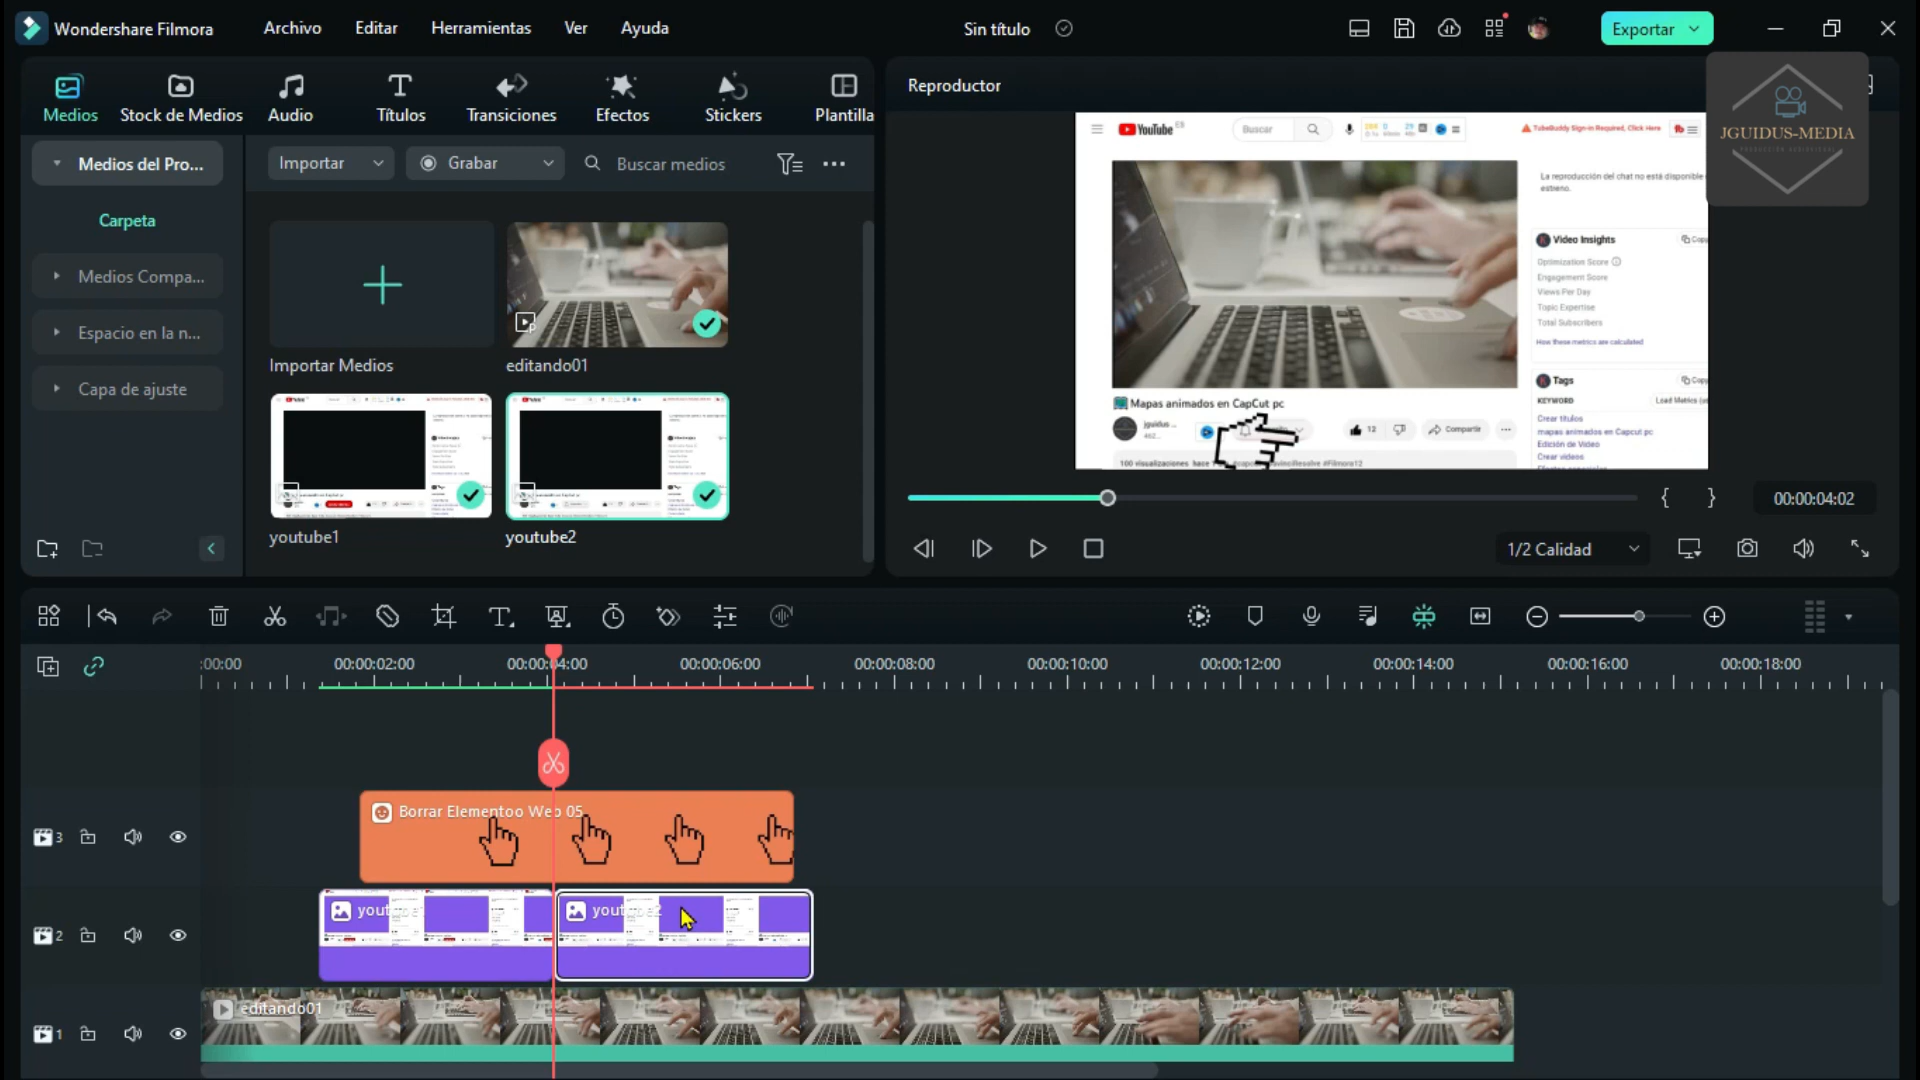 Wondershare Filmora
Archivo
Editar
Herramientas
Ver
Ayuda
Sin título
Exportar
Medios
Stock de Medios
Audio
Títulos
Transiciones
Efectos
Stickers
Plantilla
Reproductor
JGUIDUS-MEDIA
Medios del Pro...
Carpeta
Medios Compa...
Espacio en la n...
Capa de ajuste
Importar
Grabar
Buscar medios
Importar Medios
editando01
youtube1
youtube2
YouTube ES
Buscar
TubeBuddy Sign-in Required, Click Here
La reproducción del chat no está disponible
estreno.
Video Insights
Optimization Score
Engagement Score
Views Per Day
Topic Expertise
Total Subscribers
How these metrics are calculated
Tags
KEYWORD
Crear títulos
mapas animados en Capcut pc
Edición de Video
Crear videos
Mapas animados en CapCut pc
jguidus ...
462...
12
Compartir
100 visualizaciones
00:00:04:02
1/2 Calidad
:00:00
00:00:02:00
00:00:04:00
00:00:06:00
00:00:08:00
00:00:10:00
00:00:12:00
00:00:14:00
00:00:16:00
00:00:18:00
3
Borrar Elementoo Web 05
2
1
editando01